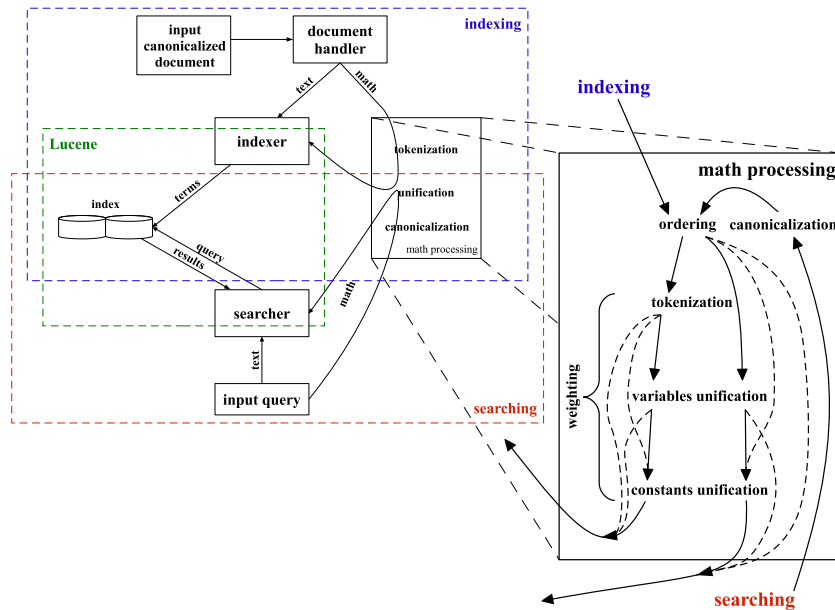 indexing
input
canonicalized
document
document
handler
text
math
Lucene
indexer
tokenization
terms
unification
index
canonicalization
math processing
query
results
math
searcher
text
input query
searching
indexing
math processing
ordering
canonicalization
tokenization
weighting
variables unification
constants unification
searching